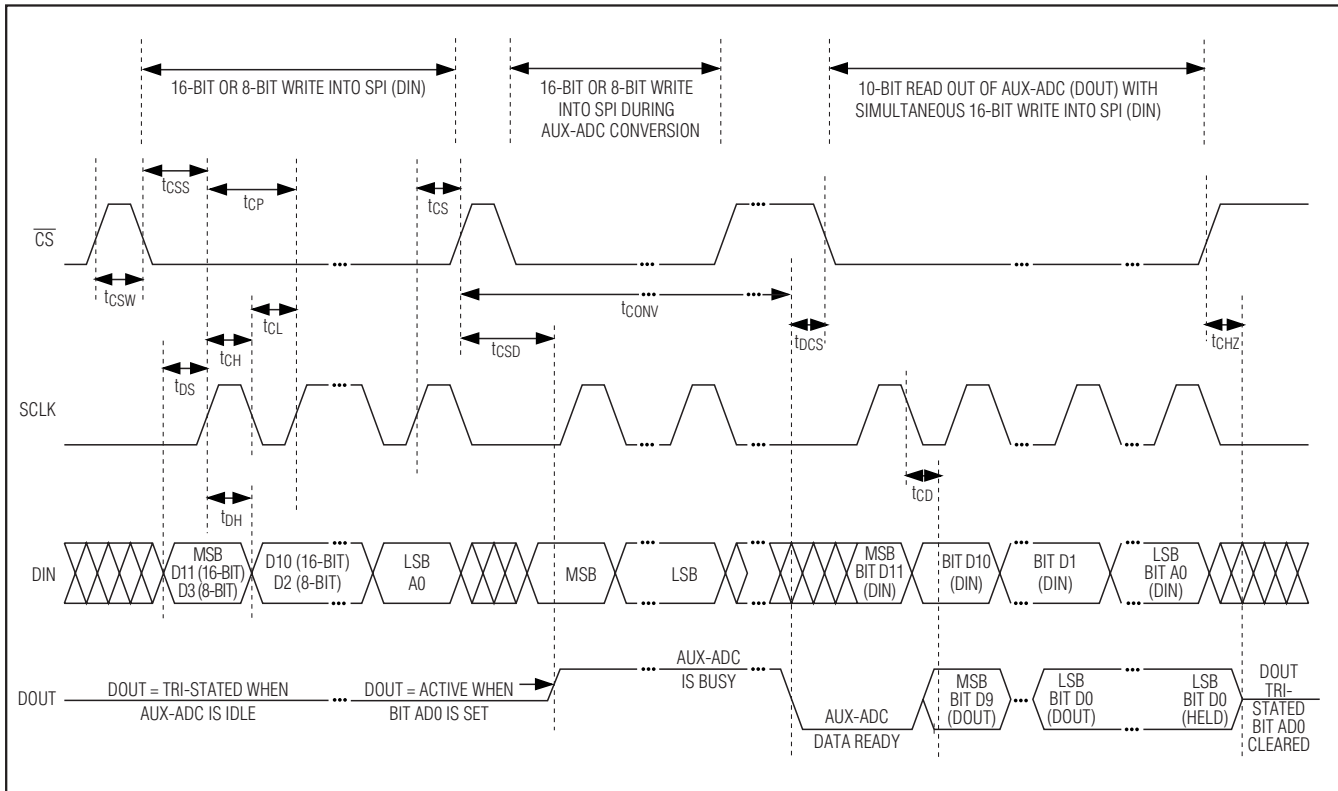 16-BIT OR 8-BIT WRITE INTO SPI (DIN)
16-BIT OR 8-BIT WRITE
INTO SPI DURING
AUX-ADC CONVERSION
10-BIT READ OUT OF AUX-ADC (DOUT) WITH
SIMULTANEOUS 16-BIT WRITE INTO SPI (DIN)
tCSS
tCP
tCS
CS
tCSW
tCL
tCONV
tCH
tCSD
tDCS
tCHZ
tDS
SCLK
tCD
tDH
DIN
MSB
D11 (16-BIT)
D3 (8-BIT)
D10 (16-BIT)
D2 (8-BIT)
LSB
A0
MSB
LSB
MSB
BIT D11
(DIN)
BIT D10
(DIN)
BIT D1
(DIN)
LSB
BIT A0
(DIN)
DOUT
DOUT = TRI-STATED WHEN
AUX-ADC IS IDLE
DOUT = ACTIVE WHEN
BIT AD0 IS SET
AUX-ADC
IS BUSY
AUX-ADC
DATA READY
MSB
BIT D9
(DOUT)
LSB
BIT D0
(DOUT)
LSB
BIT D0
(HELD)
DOUT
TRI-
STATED
BIT AD0
CLEARED